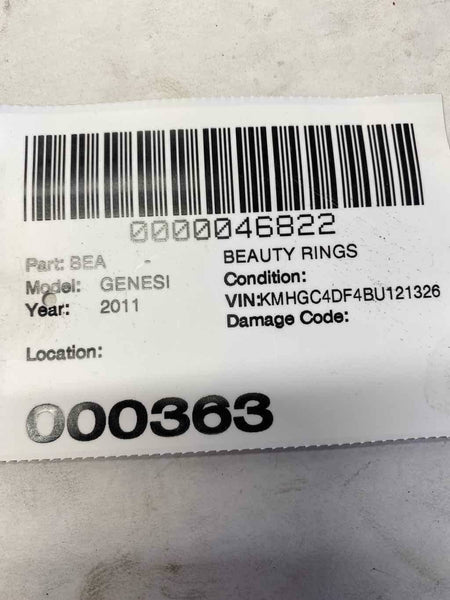 0000046822
Part: BEA - BEAUTY RINGS
Model: GENESI Condition:
Year: 2011 VIN:KMHGC4DF4BU121326
Damage Code:
Location:
000363